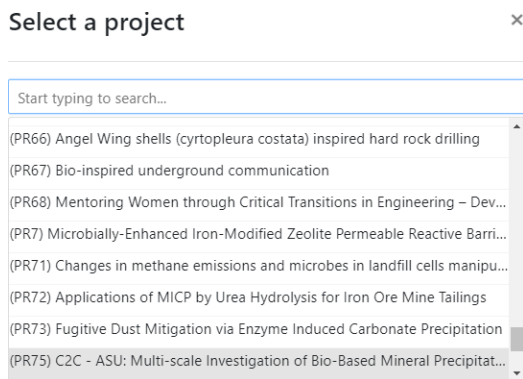 Select a project
×
Start typing to search...
(PR66) Angel Wing shells (cyrtopleura costata) inspired hard rock drilling
(PR67) Bio-inspired underground communication
(PR68) Mentoring Women through Critical Transitions in Engineering – Dev...
(PR7) Microbially-Enhanced Iron-Modified Zeolite Permeable Reactive Barri...
(PR71) Changes in methane emissions and microbes in landfill cells manipu...
(PR72) Applications of MICP by Urea Hydrolysis for Iron Ore Mine Tailings
(PR73) Fugitive Dust Mitigation via Enzyme Induced Carbonate Precipitation
(PR75) C2C - ASU: Multi-scale Investigation of Bio-Based Mineral Precipitat...